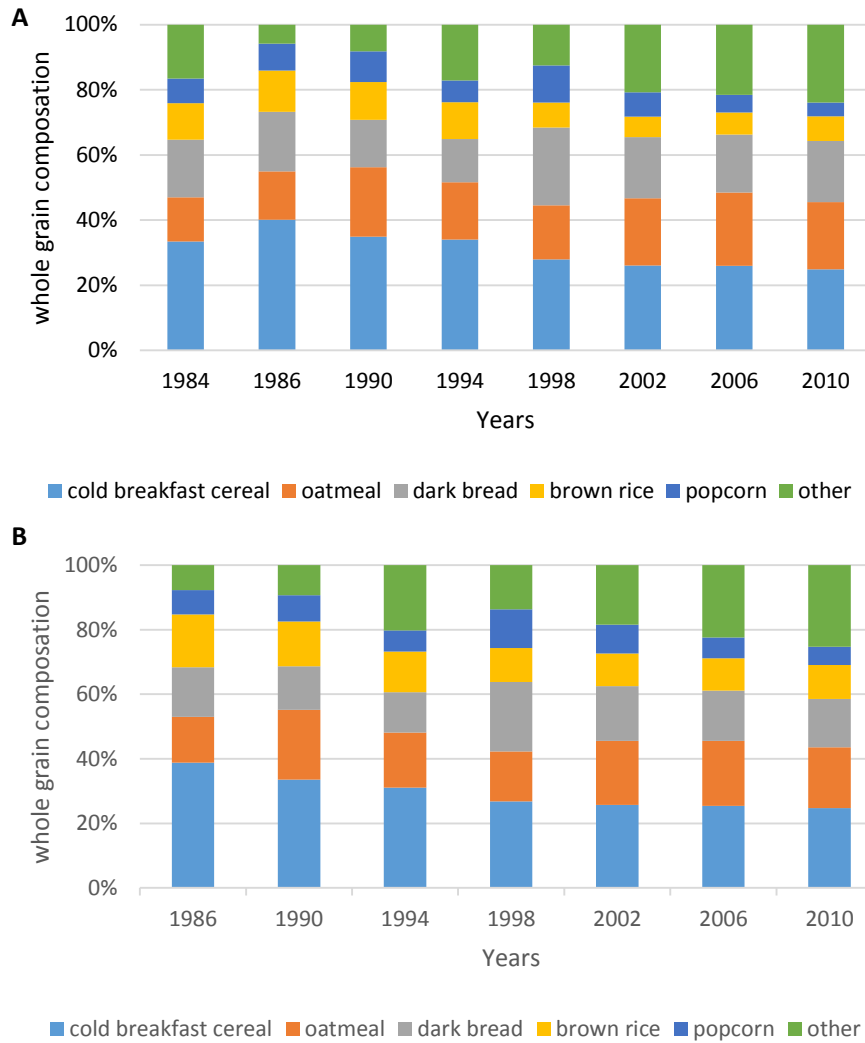 A
100%
80%
60%
40%
20%
0%
whole grain composation
1984 1986 1990 1994 1998 2002 2006 2010
Years
cold breakfast cereal oatmeal dark bread brown rice popcorn other
B
100%
80%
60%
40%
20%
0%
whole grain composation
1986 1990 1994 1998 2002 2006 2010
Years
cold breakfast cereal oatmeal dark bread brown rice popcorn other